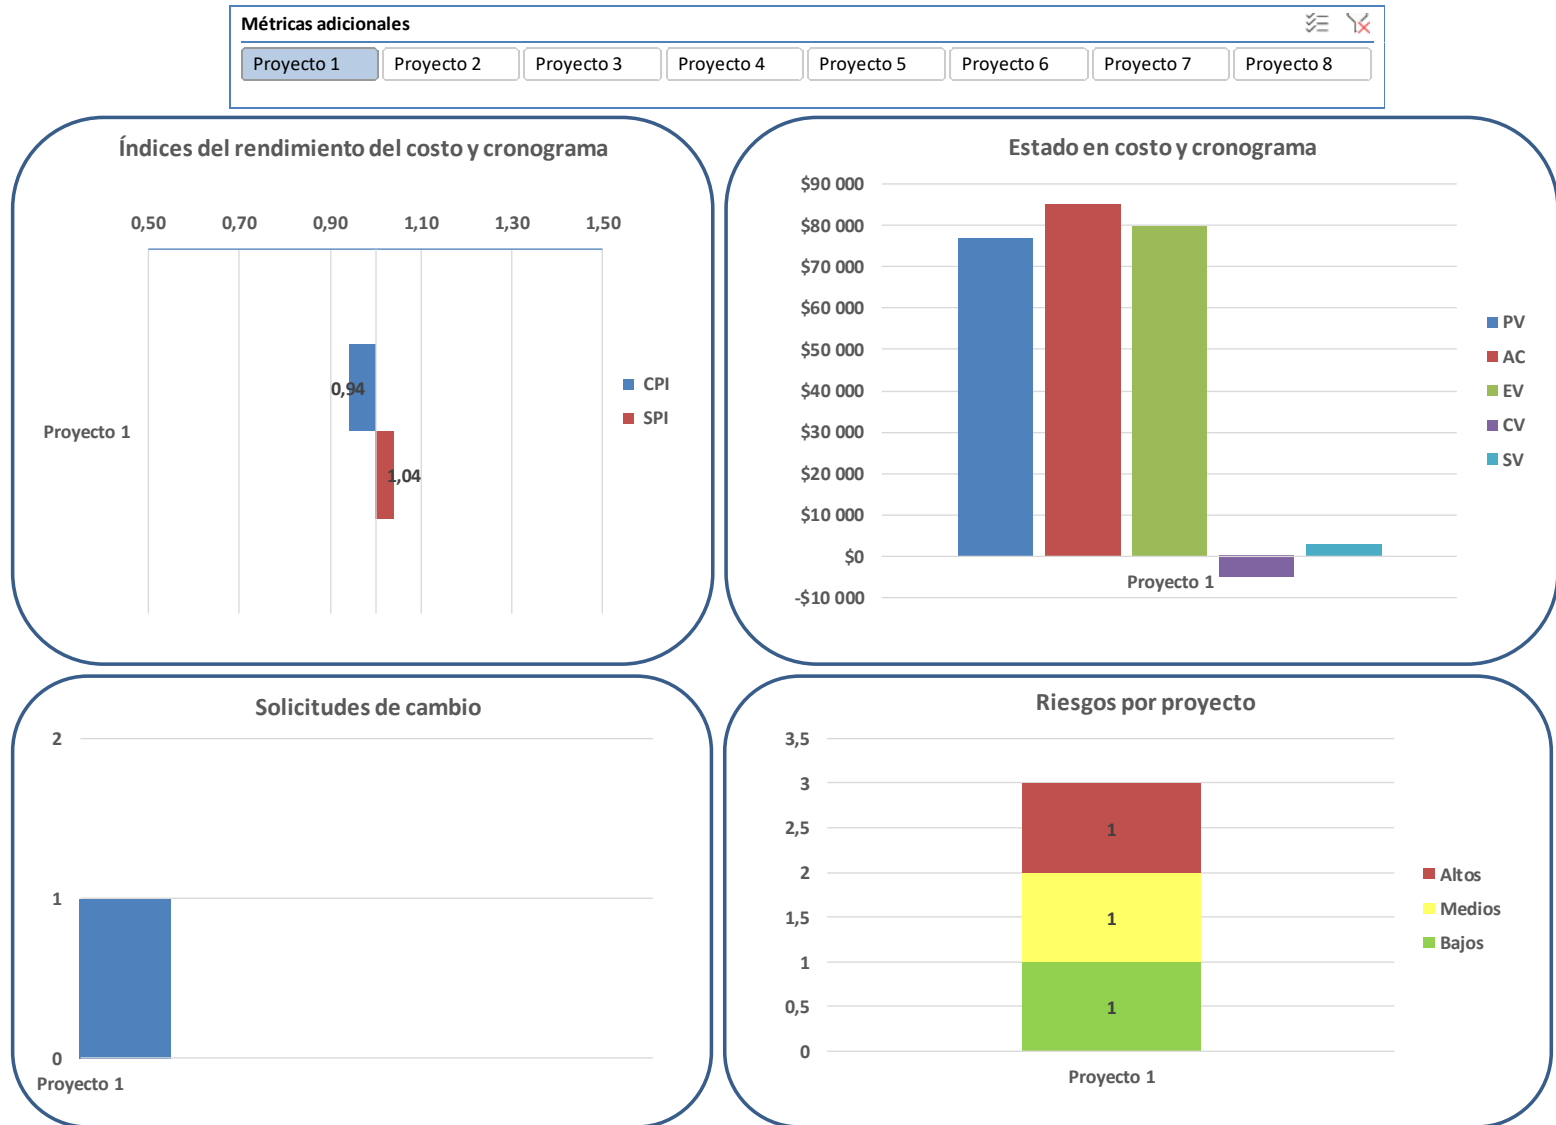 Métricas adicionales
Proyecto 1 Proyecto 2 Proyecto 3 Proyecto 4 Proyecto 5 Proyecto 6 Proyecto 7 Proyecto 8
Índices del rendimiento del costo y cronograma
0,50 0,70 0,90 1,10 1,30 1,50
0,94
1,04
Proyecto 1
CPI
SPI
Estado en costo y cronograma
$90 000
$80 000
$70 000
$60 000
$50 000
$40 000
$30 000
$20 000
$10 000
$0
-$10 000
Proyecto 1
PV
AC
EV
CV
SV
Solicitudes de cambio
2
1
0
Proyecto 1
Riesgos por proyecto
3,5
3
2,5
2
1,5
1
0,5
0
1
1
1
Proyecto 1
Altos
Medios
Bajos